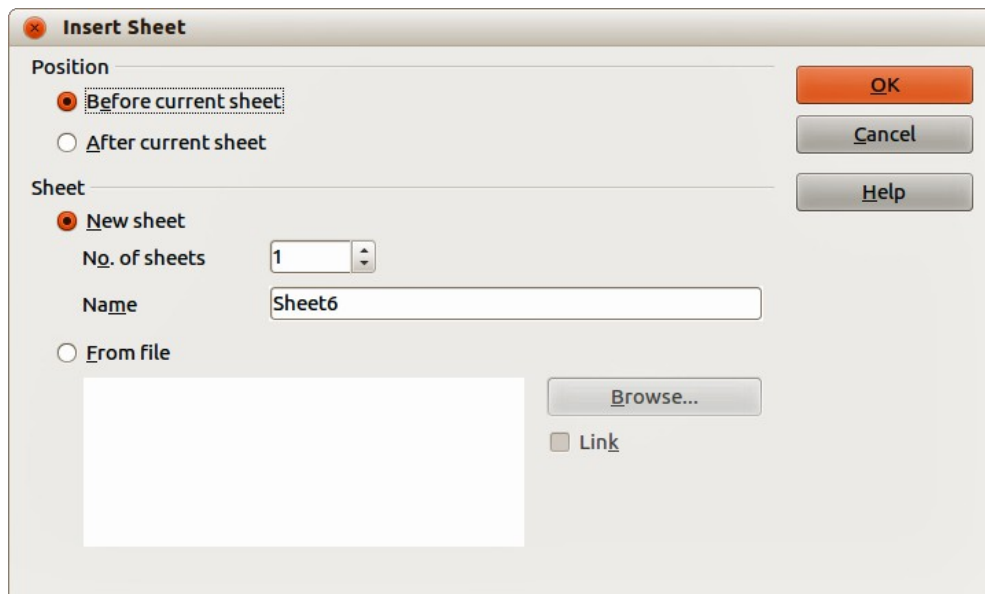 Insert Sheet
Position
Before current sheet
After current sheet
OK
Cancel
Help
Sheet
New sheet
No. of sheets 1
Name Sheet6
From file
Browse...
Link